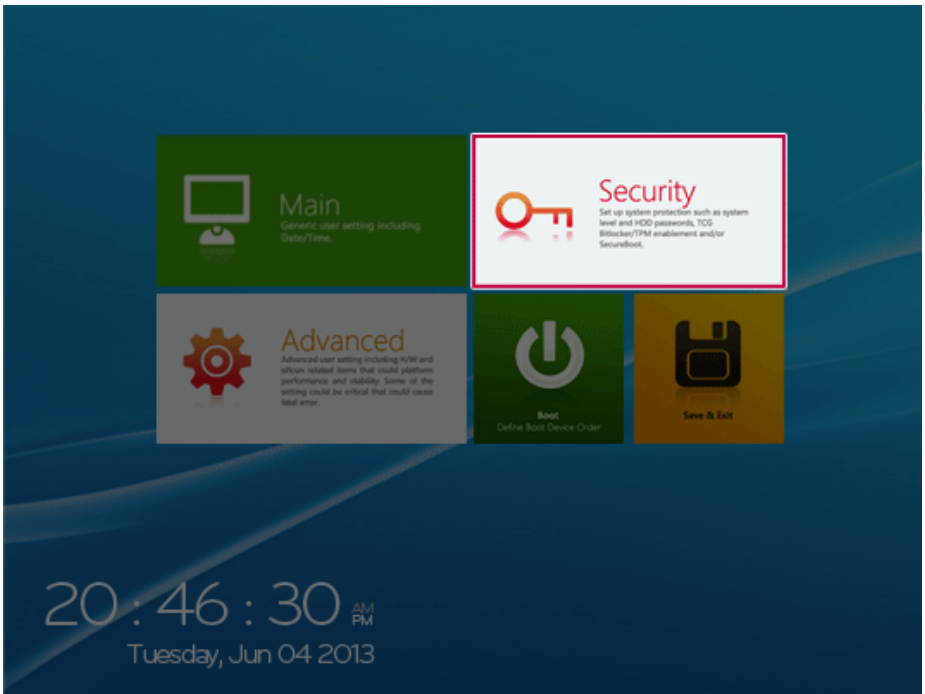 Main
Generic user setting including
Date/Time.
Security
Set up system protection such as system
level and HDD passwords, TCG
Bitlocker/TPM enablement and/or
SecureBoot.
Advanced
Advanced user setting including H/W and
silicon related items that could platform
performance and stability. Some of the
setting could be critical that could cause
fatal error.
Boot
Define Boot Device Order
Save & Exit
20 : 46 : 30 AM
PM
Tuesday, Jun 04 2013